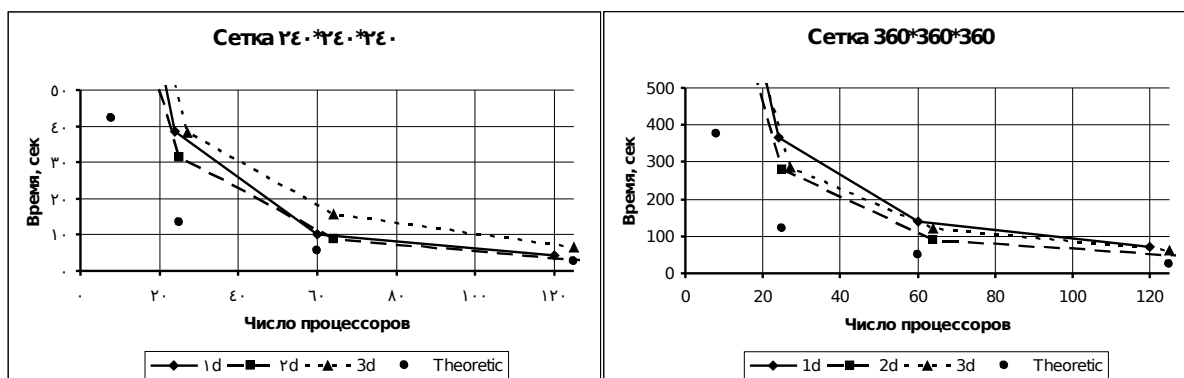 Сетка ٢٤٠*٢٤٠*٢٤٠
Время, сек
٥٠
٤٠
٣٠
٢٠
١٠
٠
٠ ٢٠ ٤٠ ٦٠ ٨٠ ١٠٠ ١٢٠
Число процессоров
١d ٢d 3d Theoretic
Сетка 360*360*360
Время, сек
500
400
300
200
100
0
0 20 40 60 80 100 120
Число процессоров
1d 2d 3d Theoretic